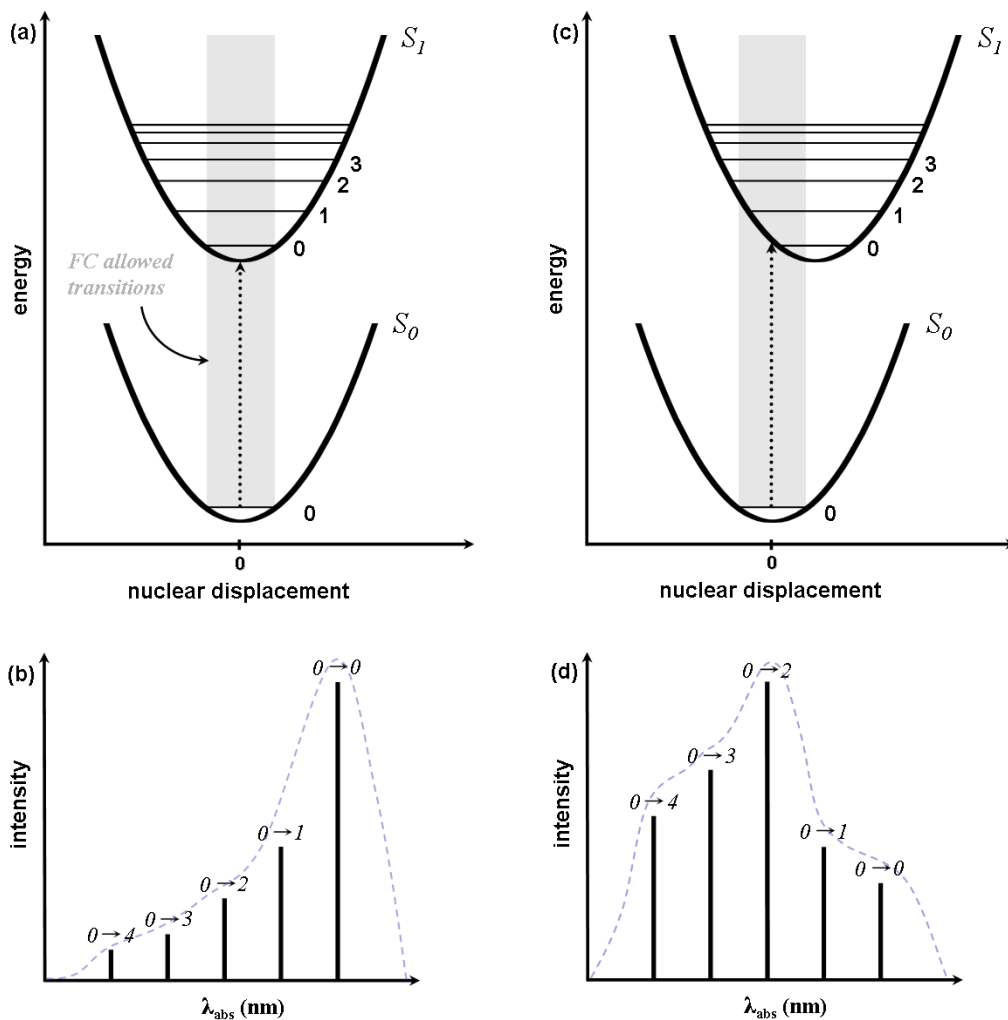 (a)
S1
3
2
1
0
FC allowed
transitions
energy
S0
0
0
nuclear displacement
(c)
S1
3
2
1
0
energy
S0
0
0
nuclear displacement
(b)
0→0
0→1
0→2
0→3
0→4
intensity
λabs (nm)
(d)
0→2
0→3
0→4
0→1
0→0
intensity
λabs (nm)